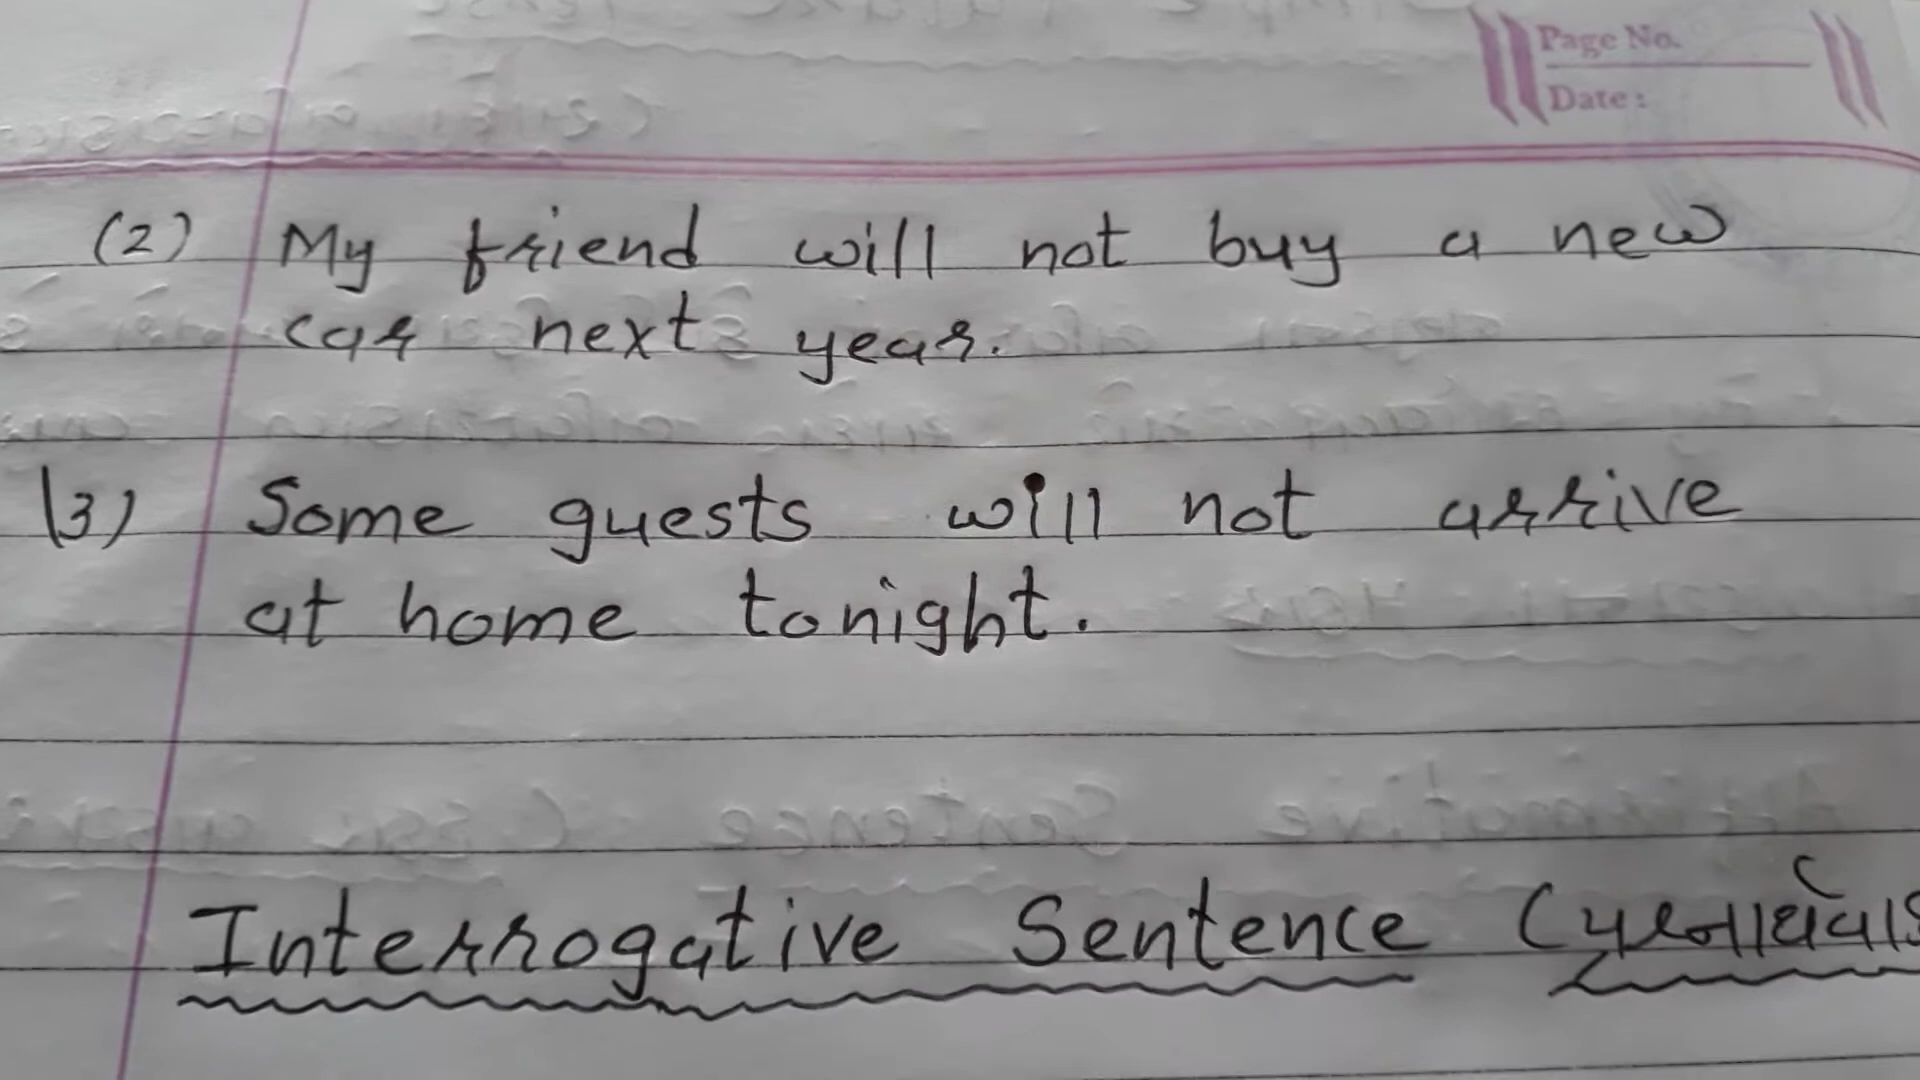 Page No.
Date :
(2) My friend will not buy a new
car next year.
(3) Some guests will not arrive
at home tonight.
Interrogative Sentence